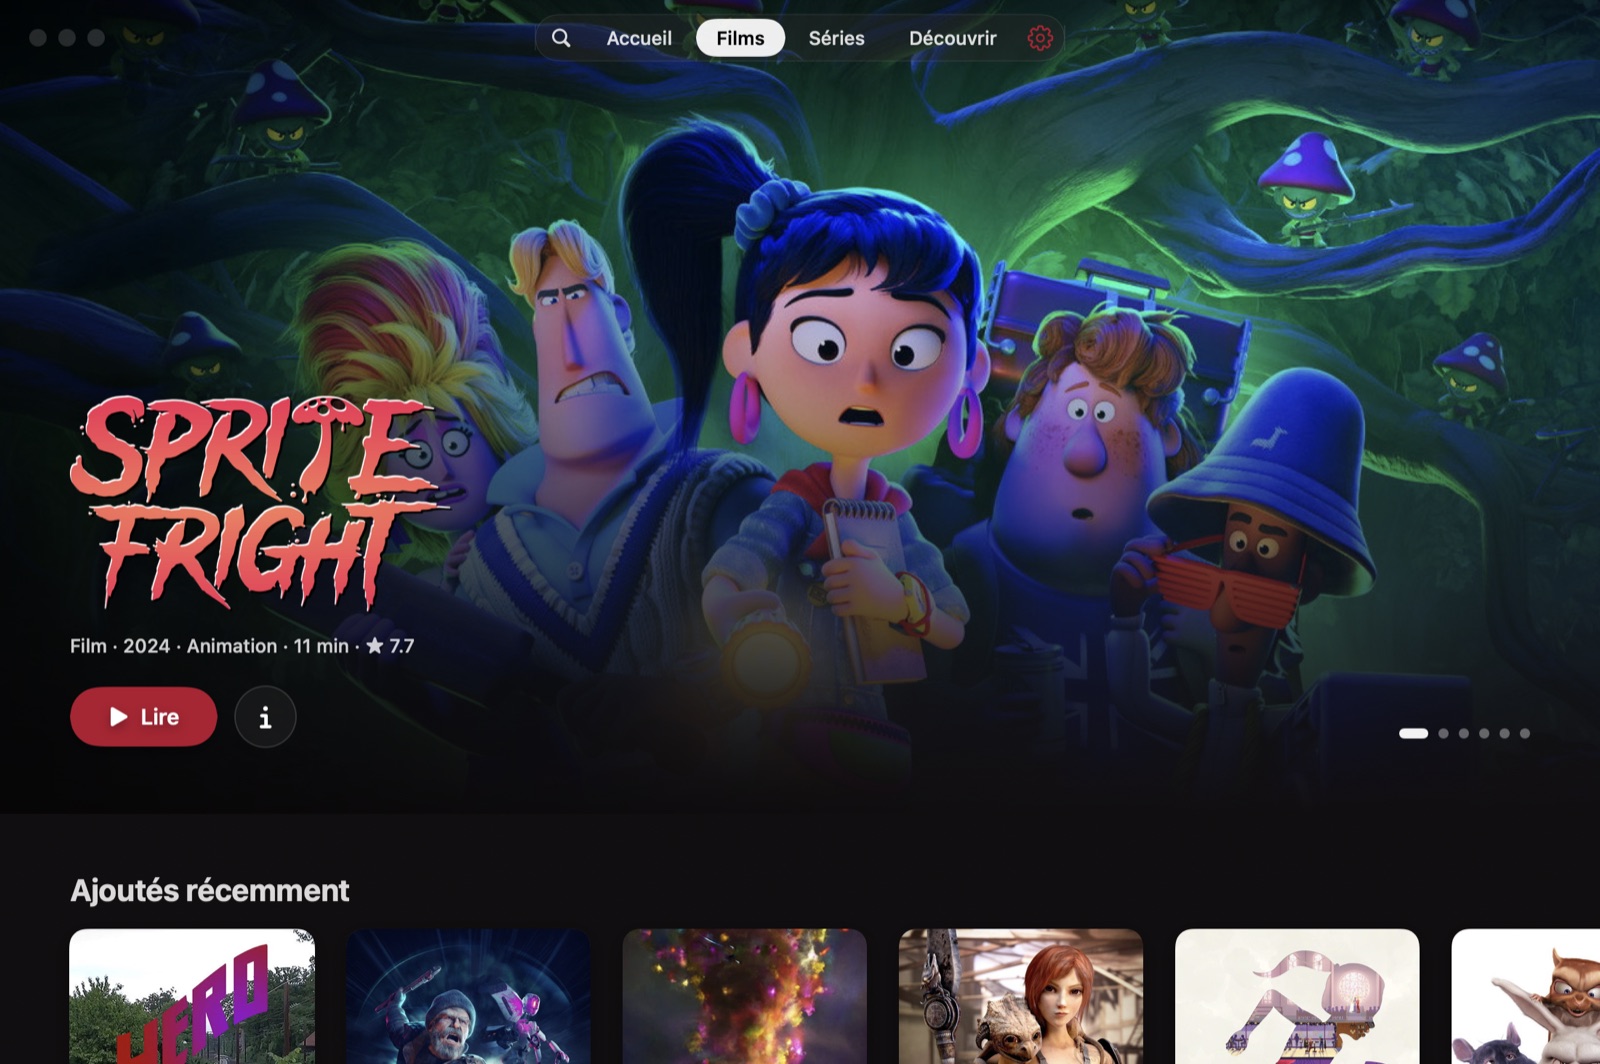 Accueil Films Séries Découvrir
SPRITE
FRIGHT
Film · 2024 · Animation · 11 min · ★ 7.7
Lire
Ajoutés récemment
HERO